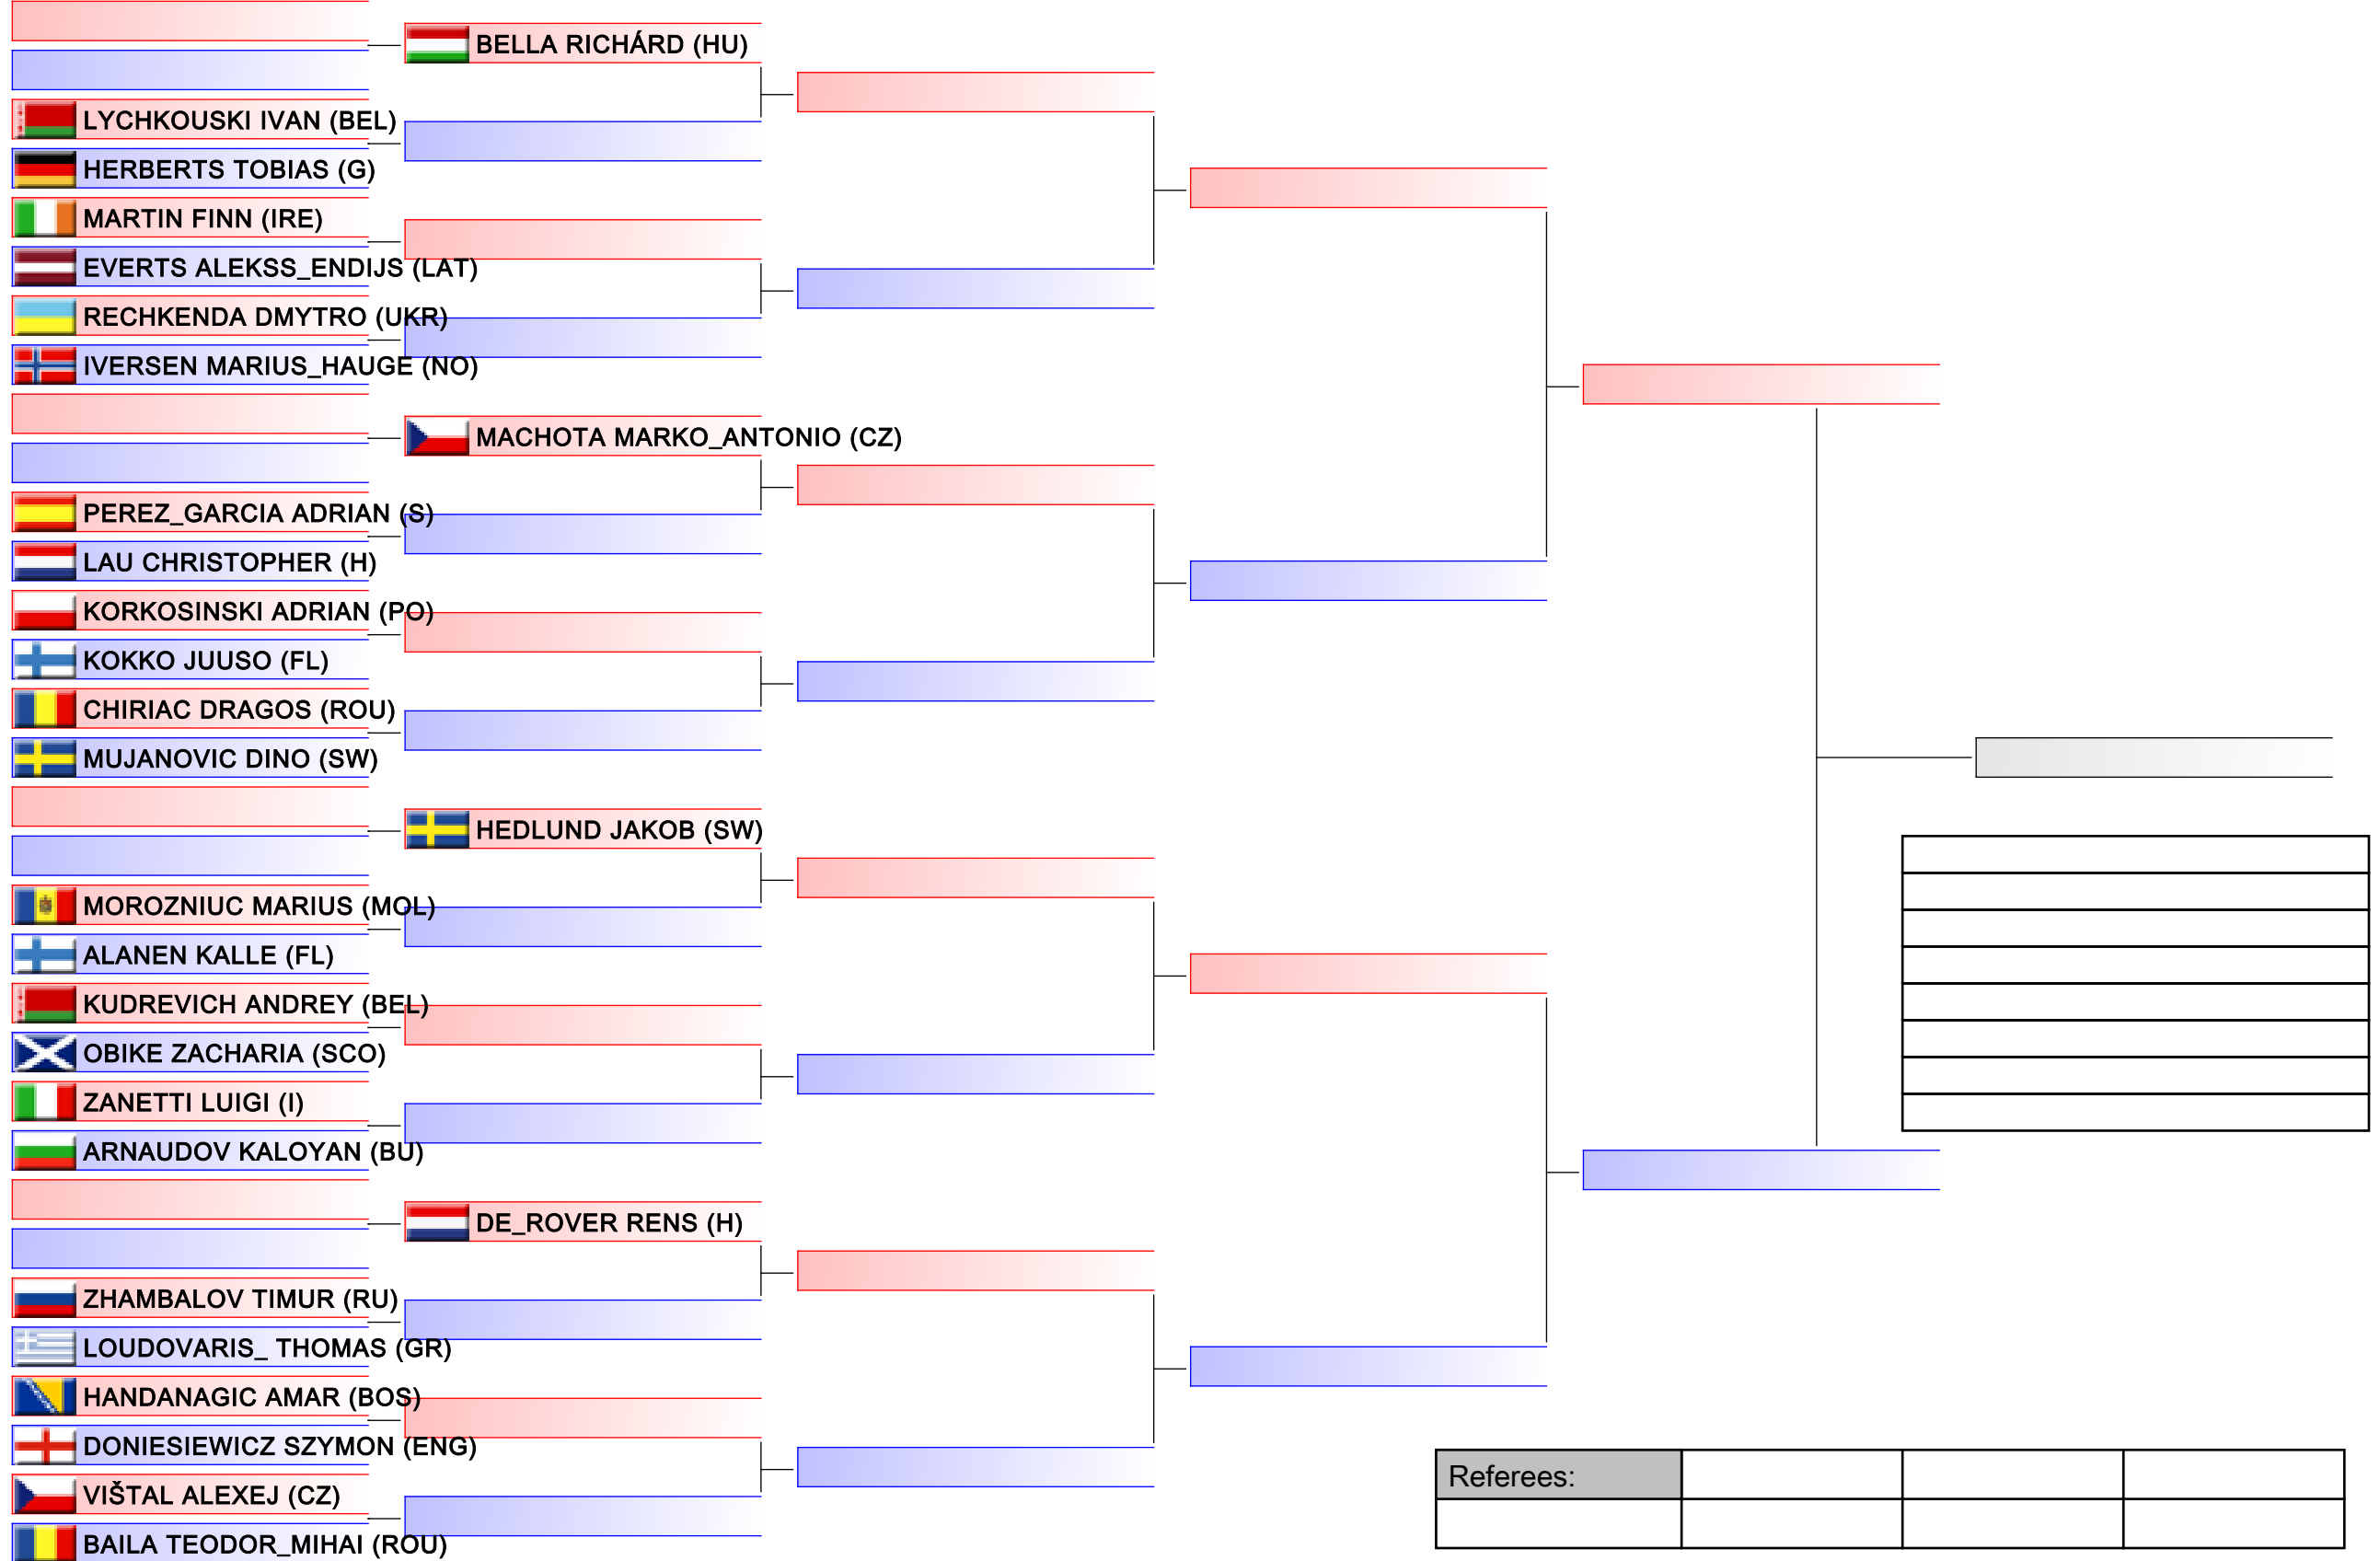 BELLA RICHÁRD (HU)
LYCHKOUSKI IVAN (BEL)
HERBERTS TOBIAS (G)
MARTIN FINN (IRE)
EVERTS ALEKSS_ENDIJS (LAT)
RECHKENDA DMYTRO (UKR)
IVERSEN MARIUS_HAUGE (NO)
MACHOTA MARKO_ANTONIO (CZ)
PEREZ_GARCIA ADRIAN (S)
LAU CHRISTOPHER (H)
KORKOSINSKI ADRIAN (PO)
KOKKO JUUSO (FL)
CHIRIAC DRAGOS (ROU)
MUJANOVIC DINO (SW)
HEDLUND JAKOB (SW)
MOROZNIUC MARIUS (MOL)
ALANEN KALLE (FL)
KUDREVICH ANDREY (BEL)
OBIKE ZACHARIA (SCO)
ZANETTI LUIGI (I)
ARNAUDOV KALOYAN (BU)
DE_ROVER RENS (H)
ZHAMBALOV TIMUR (RU)
LOUDOVARIS_ THOMAS (GR)
HANDANAGIC AMAR (BOS)
DONIESIEWICZ SZYMON (ENG)
VIŠTAL ALEXEJ (CZ)
BAILA TEODOR_MIHAI (ROU)
Referees: